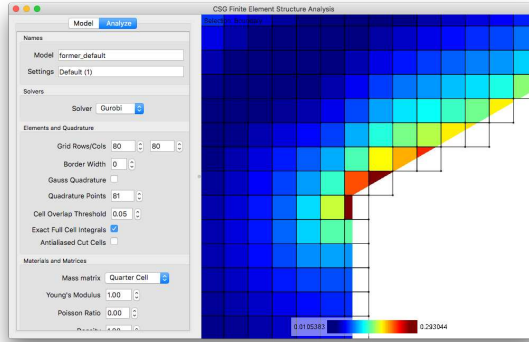 CSG Finite Element Structure Analysis
Model Analyze
Names
Model former_default
Settings Default (1)
Solvers
Solver Gurobi
Elements and Quadrature
Grid Rows/Cols 80 80
Border Width 0
Gauss Quadrature
Quadrature Points 81
Cell Overlap Threshold 0.05
Exact Full Cell Integrals
Antialiased Cut Cells
Materials and Matrices
Mass matrix Quarter Cell
Young's Modulus 1.00
Poisson Ratio 0.00
Density 1.00
0.0105383 0.293044